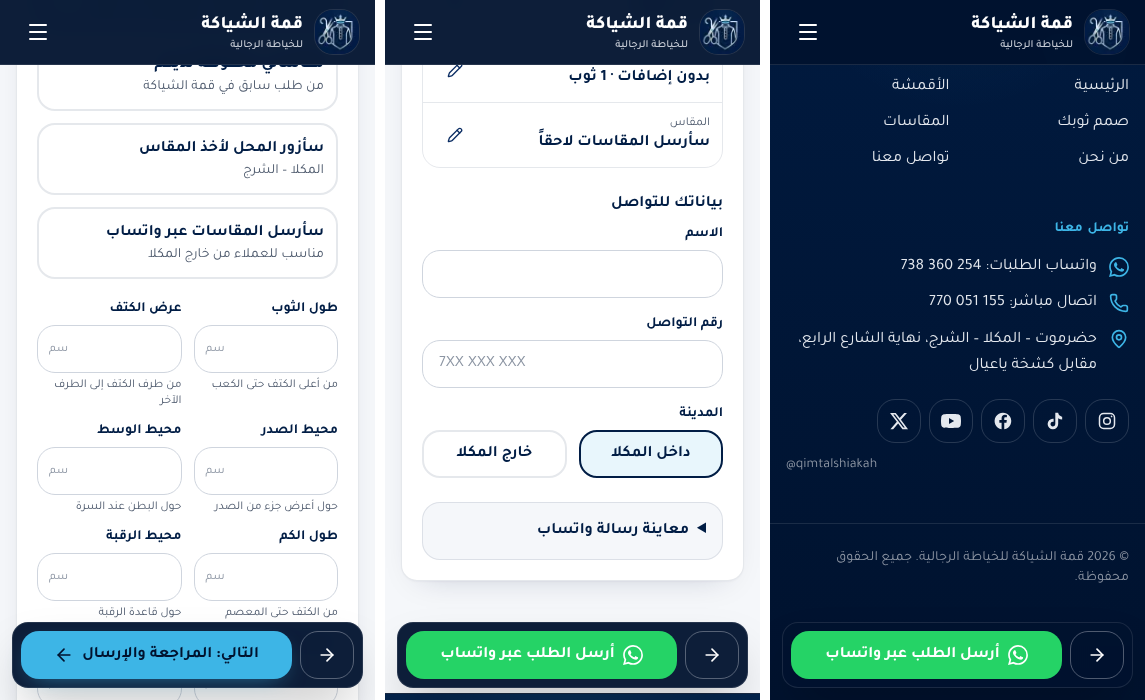 قمة الشياكة
للخياطة الرجالية
من طلب سابق في قمة الشياكة
سأزور المحل لأخذ المقاس
المكلا – الشرج
سأرسل المقاسات عبر واتساب
مناسب للعملاء من خارج المكلا
طول الثوب
عرض الكتف
سم
سم
من أعلى الكتف حتى الكعب
من طرف الكتف إلى الطرف
الآخر
محيط الصدر
محيط الوسط
سم
سم
حول أعرض جزء من الصدر
حول البطن عند السرة
طول الكم
محيط الرقبة
سم
سم
من الكتف حتى المعصم
حول قاعدة الرقبة
التالي: المراجعة والإرسال
قمة الشياكة
للخياطة الرجالية
بدون إضافات · 1 ثوب
المقاس
سأرسل المقاسات لاحقاً
بياناتك للتواصل
الاسم
رقم التواصل
7XX XXX XXX
المدينة
داخل المكلا
خارج المكلا
معاينة رسالة واتساب
أرسل الطلب عبر واتساب
قمة الشياكة
للخياطة الرجالية
الرئيسية
الأقمشة
صمم ثوبك
المقاسات
من نحن
تواصل معنا
تواصل معنا
واتساب الطلبات: 254 360 738
اتصال مباشر: 155 051 770
حضرموت – المكلا – الشرج، نهاية الشارع الرابع،
مقابل كشخة ياعيال
@qimtalshiakah
© 2026 قمة الشياكة للخياطة الرجالية. جميع الحقوق
محفوظة.
أرسل الطلب عبر واتساب